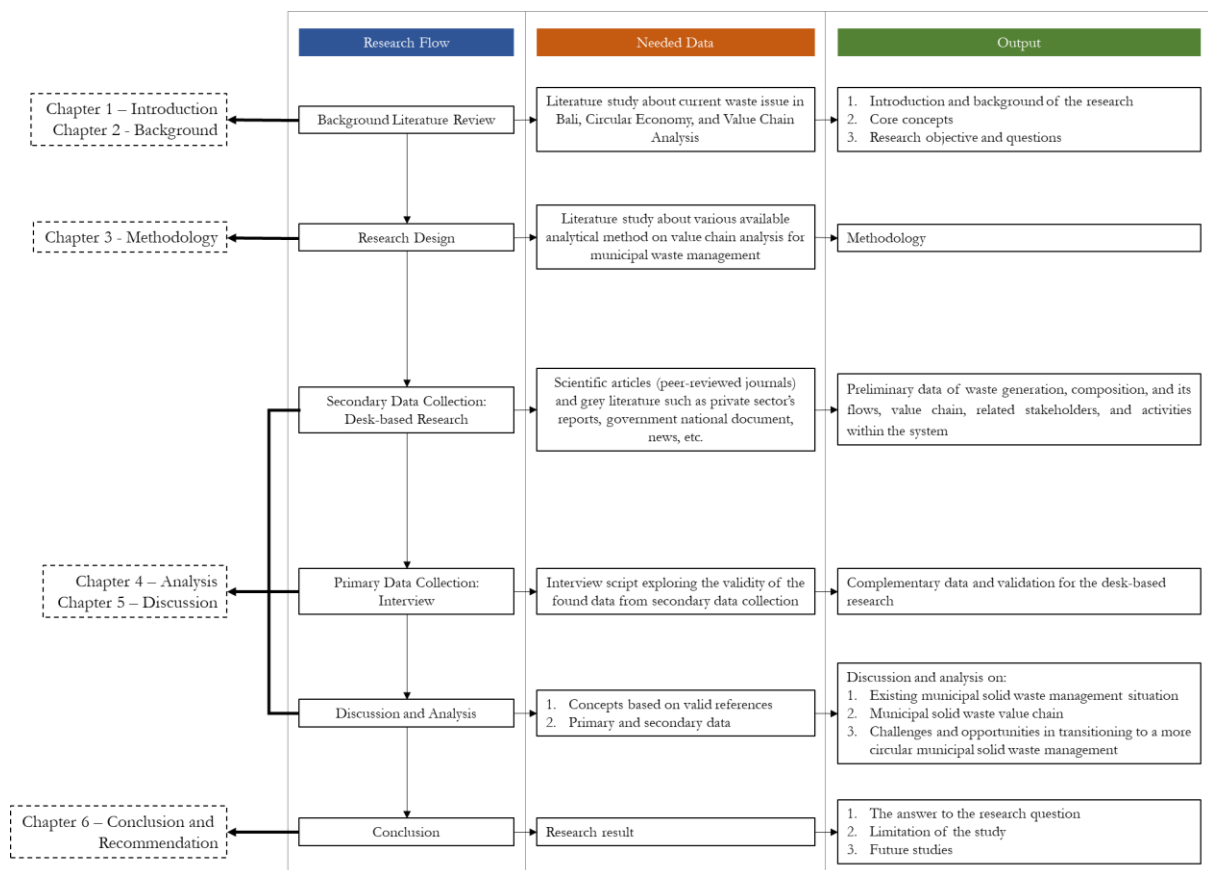 Research Flow
Needed Data
Output
Chapter 1 – Introduction
Chapter 2 - Background
Background Literature Review
Literature study about current waste issue in
Bali, Circular Economy, and Value Chain
Analysis
1. Introduction and background of the research
2. Core concepts
3. Research objective and questions
Chapter 3 - Methodology
Research Design
Literature study about various available
analytical method on value chain analysis for
municipal waste management
Methodology
Secondary Data Collection:
Desk-based Research
Scientific articles (peer-reviewed journals)
and grey literature such as private sector's
reports, government national document,
news, etc.
Preliminary data of waste generation, composition, and its
flows, value chain, related stakeholders, and activities
within the system
Chapter 4 – Analysis
Chapter 5 – Discussion
Primary Data Collection:
Interview
Interview script exploring the validity of the
found data from secondary data collection
Complementary data and validation for the desk-based
research
Discussion and Analysis
1. Concepts based on valid references
2. Primary and secondary data
Discussion and analysis on:
1. Existing municipal solid waste management situation
2. Municipal solid waste value chain
3. Challenges and opportunities in transitioning to a more
circular municipal solid waste management
Chapter 6 – Conclusion and
Recommendation
Conclusion
Research result
1. The answer to the research question
2. Limitation of the study
3. Future studies